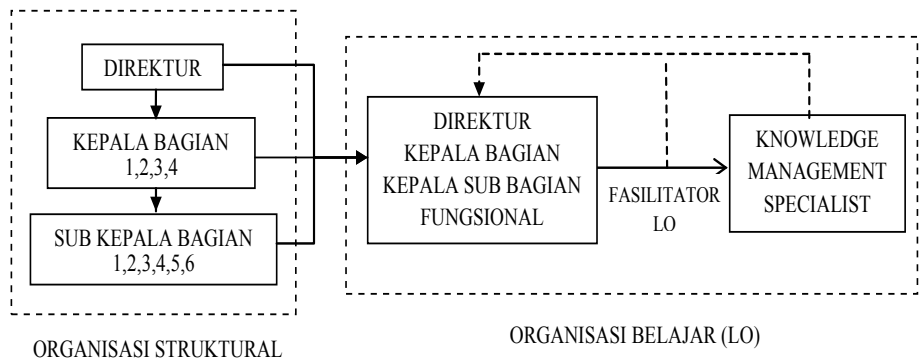 DIREKTUR
KEPALA BAGIAN
1,2,3,4
SUB KEPALA BAGIAN
1,2,3,4,5,6
ORGANISASI STRUKTURAL
DIREKTUR
KEPALA BAGIAN
KEPALA SUB BAGIAN
FUNGSIONAL
FASILITATOR
LO
KNOWLEDGE
MANAGEMENT
SPECIALIST
ORGANISASI BELAJAR (LO)